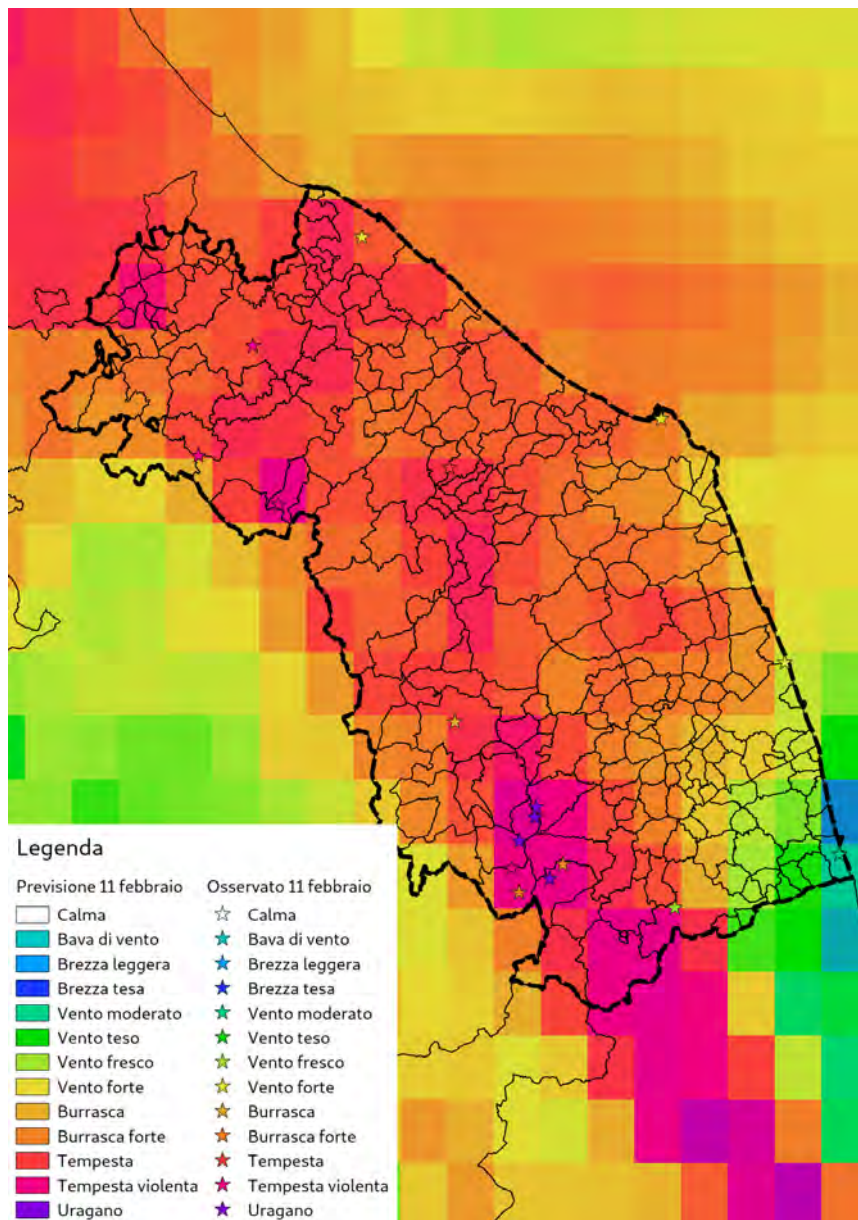 Legenda
Previsione 11 febbraio Osservato 11 febbraio
Calma Calma
Bava di vento Bava di vento
Brezza leggera Brezza leggera
Brezza tesa Brezza tesa
Vento moderato Vento moderato
Vento teso Vento teso
Vento fresco Vento fresco
Vento forte Vento forte
Burrasca Burrasca
Burrasca forte Burrasca forte
Tempesta Tempesta
Tempesta violenta Tempesta violenta
Uragano Uragano